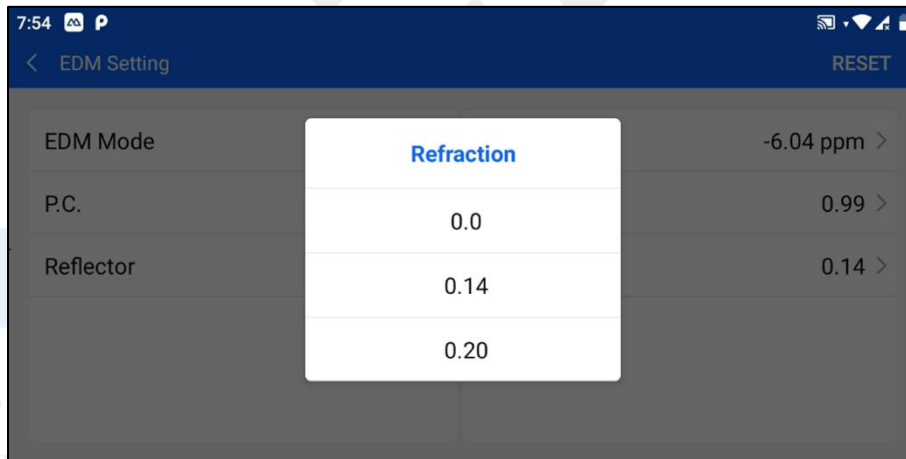 7:54
EDM Setting
RESET
EDM Mode
-6.04 ppm
P.C.
0.99
Reflector
0.14
Refraction
0.0
0.14
0.20